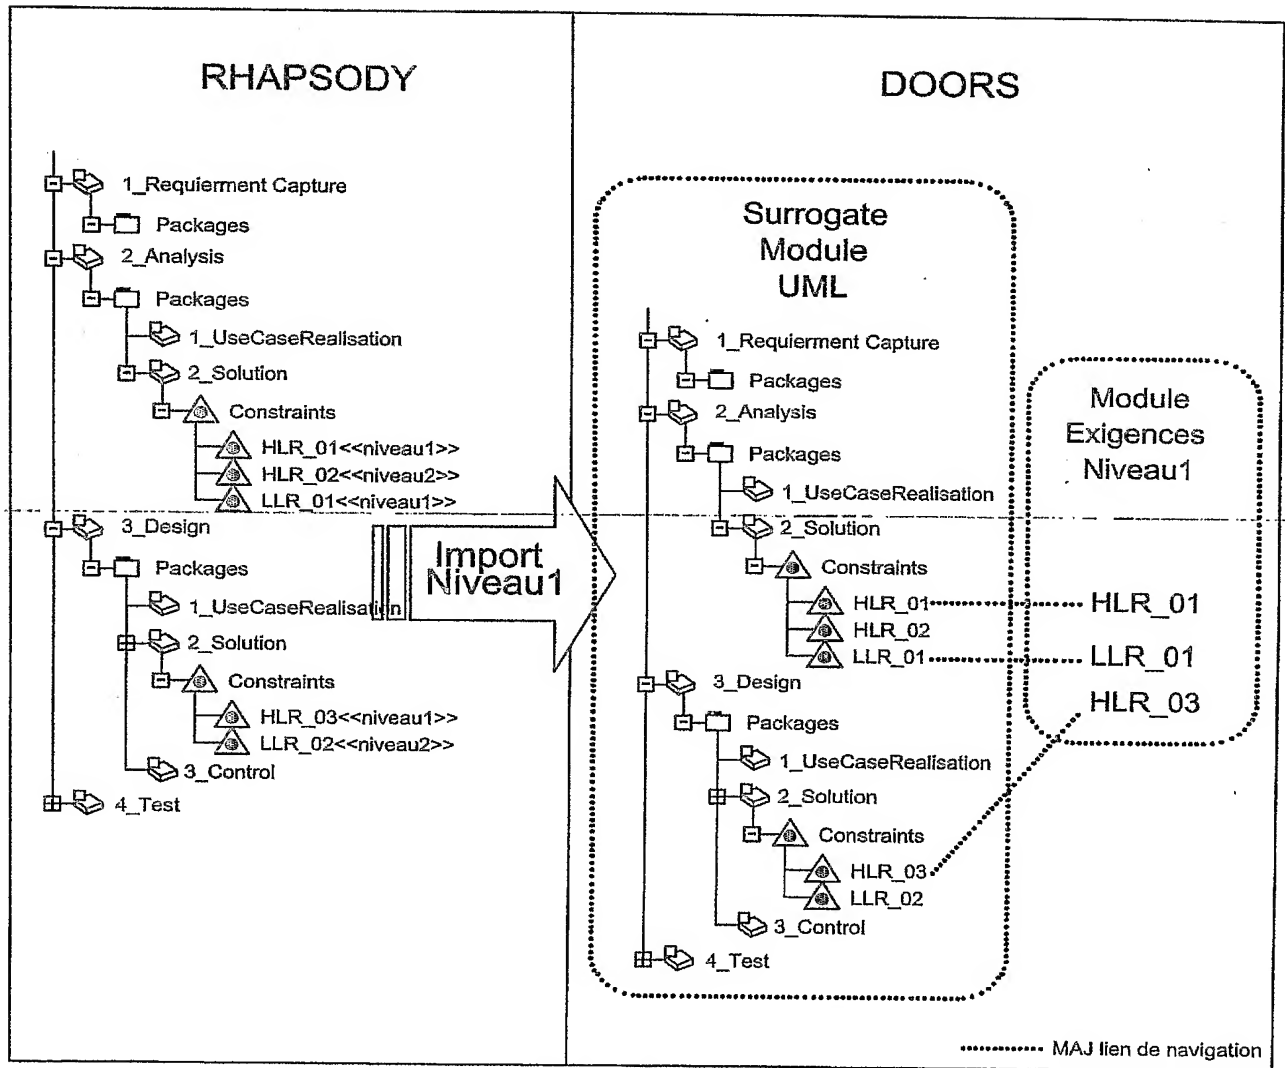 RHAPSODY
1_Requierment Capture
Packages
2_Analysis
Packages
1_UseCaseRealisation
2_Solution
Constraints
HLR_01<<niveau1>>
HLR_02<<niveau2>>
LLR_01<<niveau1>>
3_Design
Packages
1_UseCaseRealisation
2_Solution
Constraints
HLR_03<<niveau1>>
LLR_02<<niveau2>>
3_Control
4_Test
Import
Niveau1
DOORS
Surrogate
Module
UML
1_Requierment Capture
Packages
2_Analysis
Packages
1_UseCaseRealisation
2_Solution
Constraints
HLR_01
HLR_02
LLR_01
3_Design
Packages
1_UseCaseRealisation
2_Solution
Constraints
HLR_03
LLR_02
3_Control
4_Test
Module
Exigences
Niveau1
HLR_01
LLR_01
HLR_03
MAJ lien de navigation